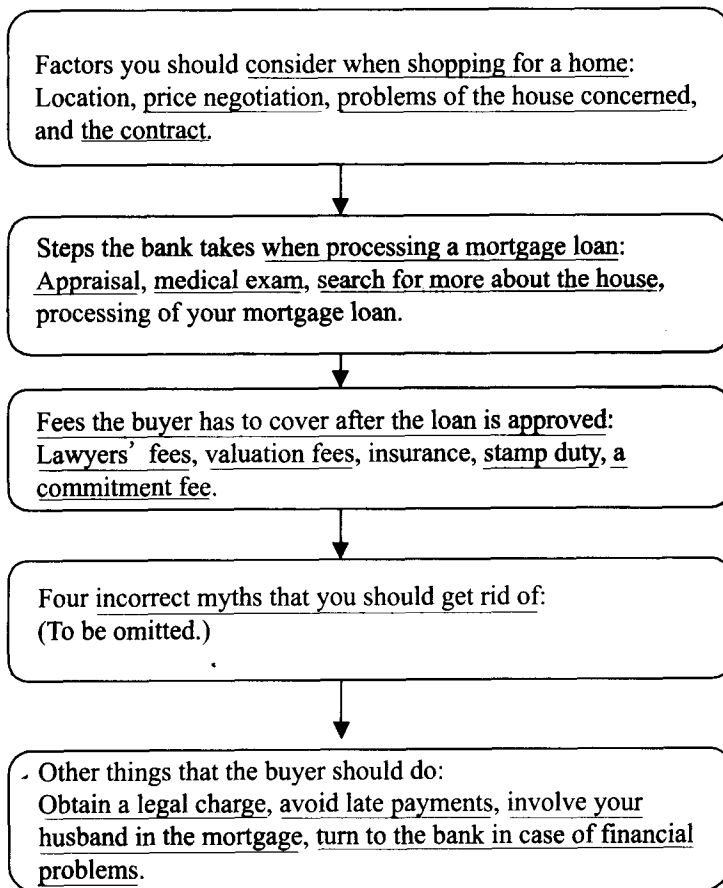 Factors you should consider when shopping for a home:
Location, price negotiation, problems of the house concerned,
and the contract.
Steps the bank takes when processing a mortgage loan:
Appraisal, medical exam, search for more about the house,
processing of your mortgage loan.
Fees the buyer has to cover after the loan is approved:
Lawyers' fees, valuation fees, insurance, stamp duty, a
commitment fee.
Four incorrect myths that you should get rid of:
(To be omitted.)
Other things that the buyer should do:
Obtain a legal charge, avoid late payments, involve your
husband in the mortgage, turn to the bank in case of financial
problems.